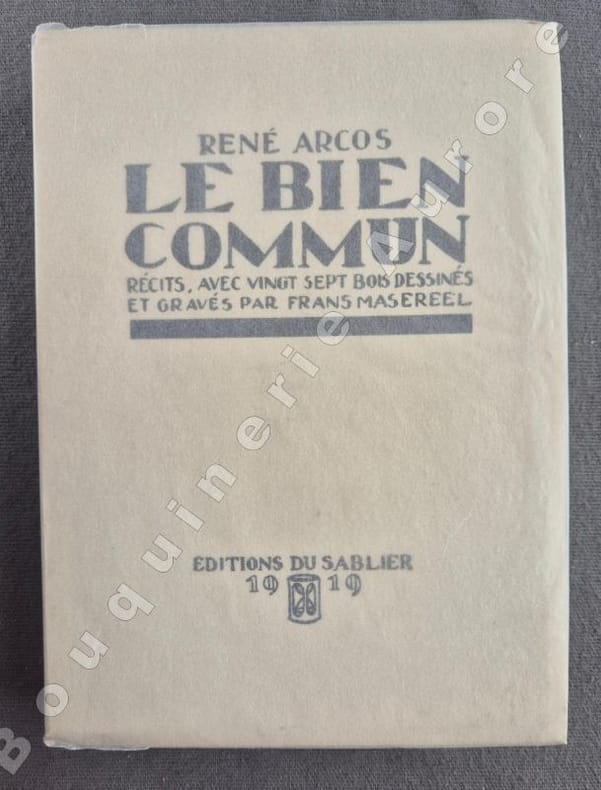 RENÉ ARCOS
LE BIEN
COMMUN
RÉCITS, AVEC VINGT SEPT BOIS DESSINÉS
ET GRAVÉS PAR FRANS MASEREEL
EDITIONS DU SABLIER
1919
Bouquinerie Aurore